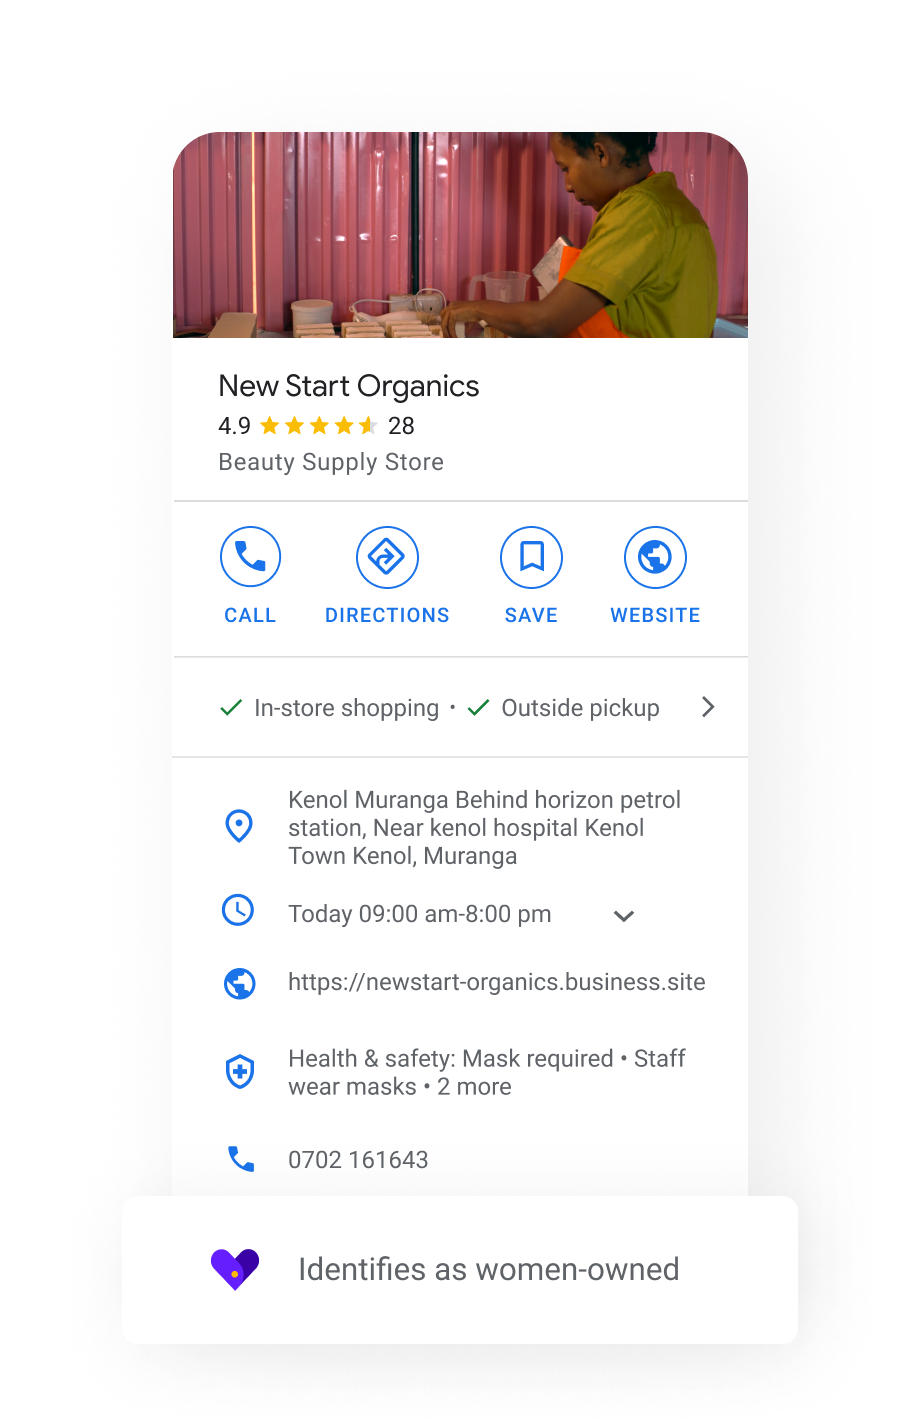 New Start Organics
4.9 28
Beauty Supply Store
CALL DIRECTIONS SAVE WEBSITE
In-store shopping • Outside pickup
Kenol Muranga Behind horizon petrol
station, Near kenol hospital Kenol
Town Kenol, Muranga
Today 09:00 am-8:00 pm
https://newstart-organics.business.site
Health & safety: Mask required • Staff
wear masks • 2 more
0702 161643
Identifies as women-owned